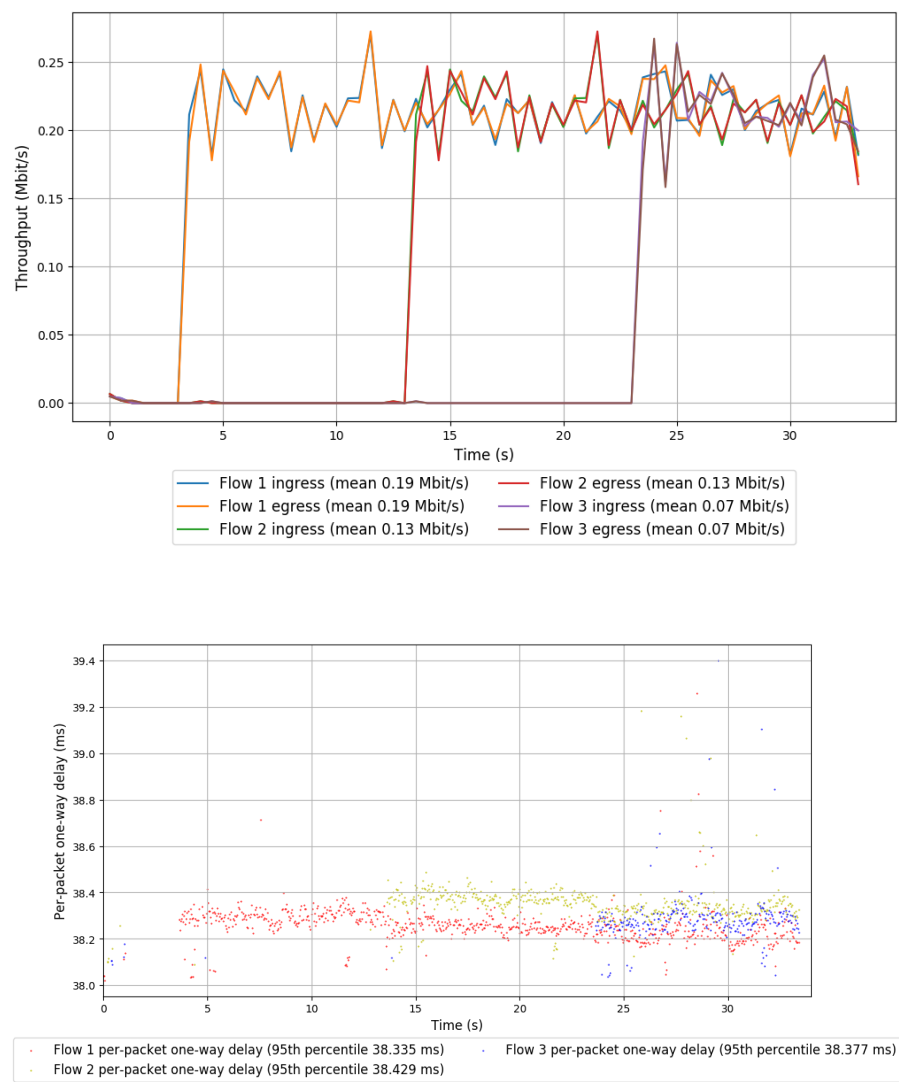 0.25
0.20
0.15
0.10
0.05
0.00
Throughput (Mbit/s)
0 5 10 15 20 25 30
Time (s)
Flow 1 ingress (mean 0.19 Mbit/s) Flow 2 egress (mean 0.13 Mbit/s)
Flow 1 egress (mean 0.19 Mbit/s) Flow 3 ingress (mean 0.07 Mbit/s)
Flow 2 ingress (mean 0.13 Mbit/s) Flow 3 egress (mean 0.07 Mbit/s)
39.4
39.2
39.0
38.8
38.6
38.4
38.2
38.0
Per-packet one-way delay (ms)
0 5 10 15 20 25 30
Time (s)
Flow 1 per-packet one-way delay (95th percentile 38.335 ms) Flow 3 per-packet one-way delay (95th percentile 38.377 ms)
Flow 2 per-packet one-way delay (95th percentile 38.429 ms)